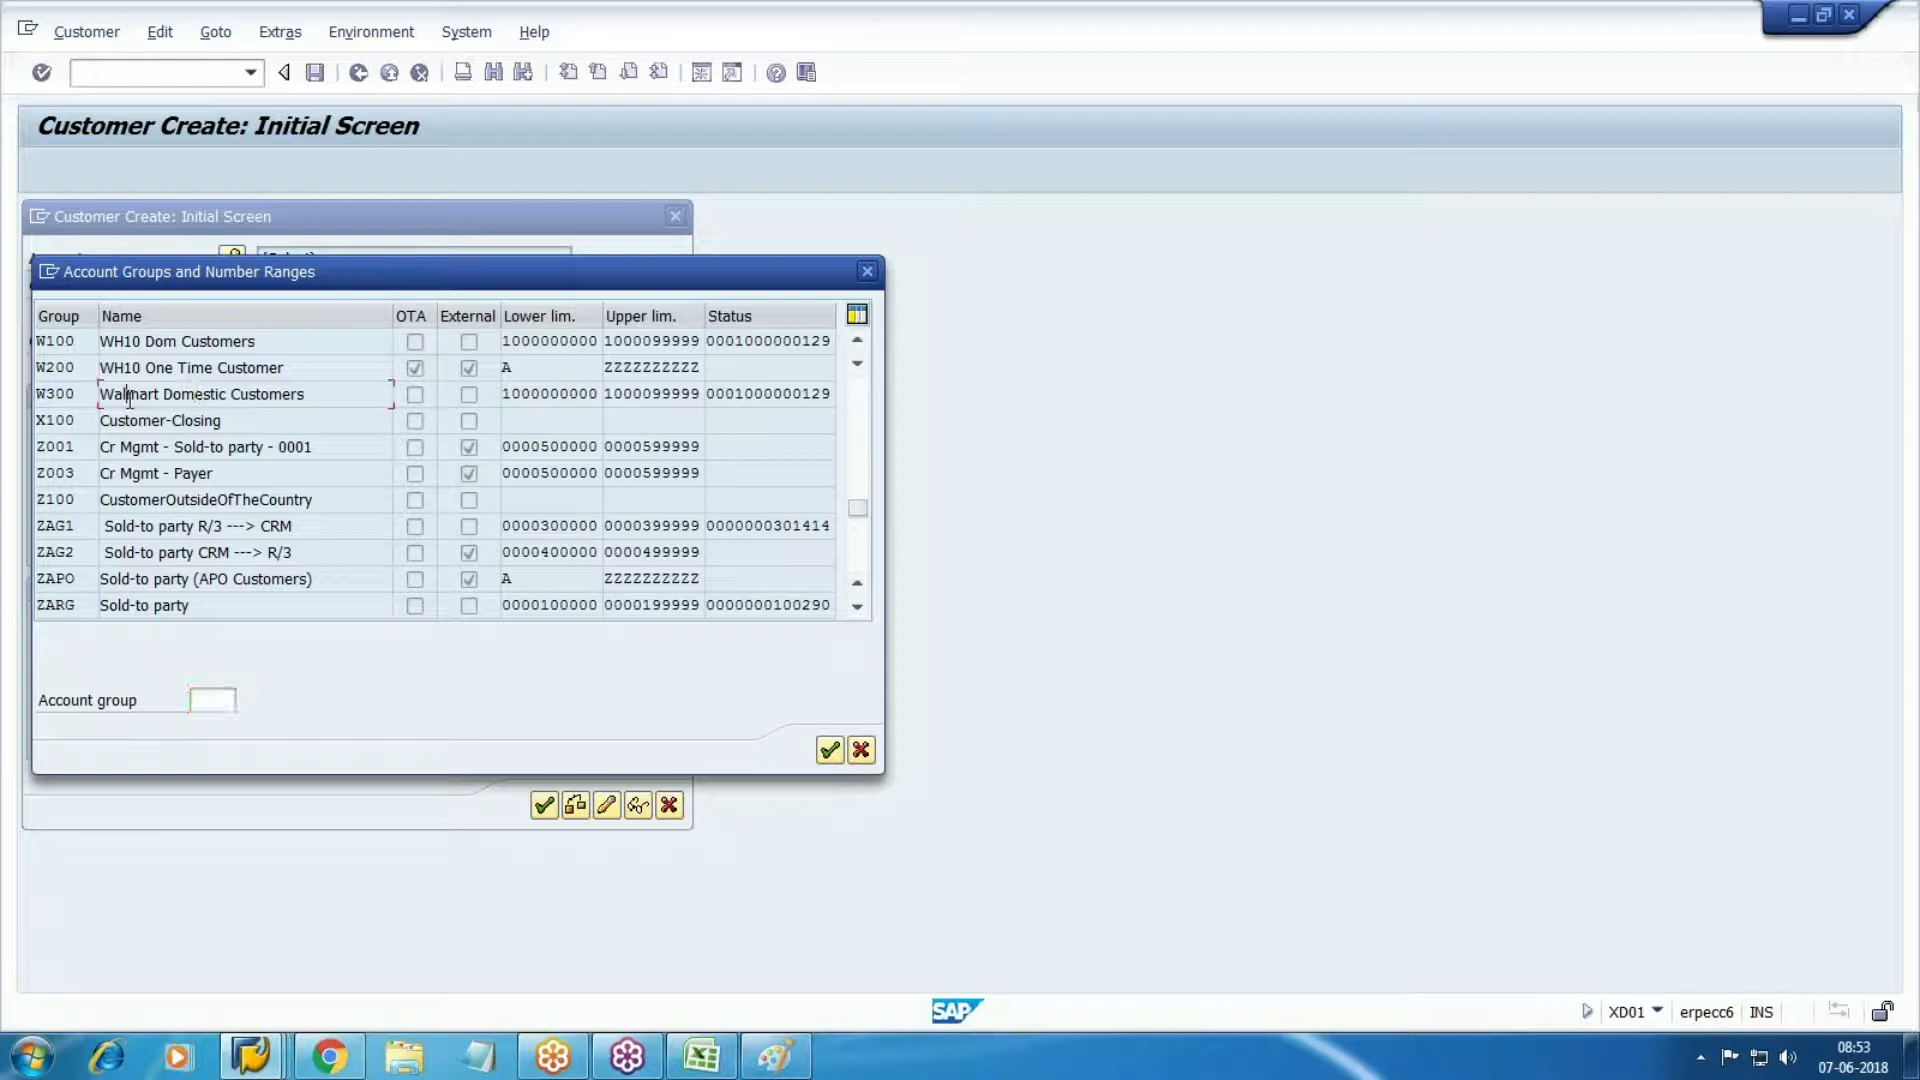 Customer Edit Goto Extras Environment System Help
Customer Create: Initial Screen
Customer Create: Initial Screen
Account Groups and Number Ranges
Group Name OTA External Lower lim. Upper lim. Status
W100 WH10 Dom Customers 1000000000 1000099999 0001000000129
W200 WH10 One Time Customer A ZZZZZZZZZZ
W300 Walmart Domestic Customers 1000000000 1000099999 0001000000129
X100 Customer-Closing
Z001 Cr Mgmt - Sold-to party - 0001 0000500000 0000599999
Z003 Cr Mgmt - Payer 0000500000 0000599999
Z100 CustomerOutsideOfTheCountry
ZAG1 Sold-to party R/3 ---> CRM 0000300000 0000399999 0000000301414
ZAG2 Sold-to party CRM ---> R/3 0000400000 0000499999
ZAPO Sold-to party (APO Customers) A ZZZZZZZZZZ
ZARG Sold-to party 0000100000 0000199999 0000000100290
Account group
SAP
XD01 erpecc6 INS
08:53
07-06-2018